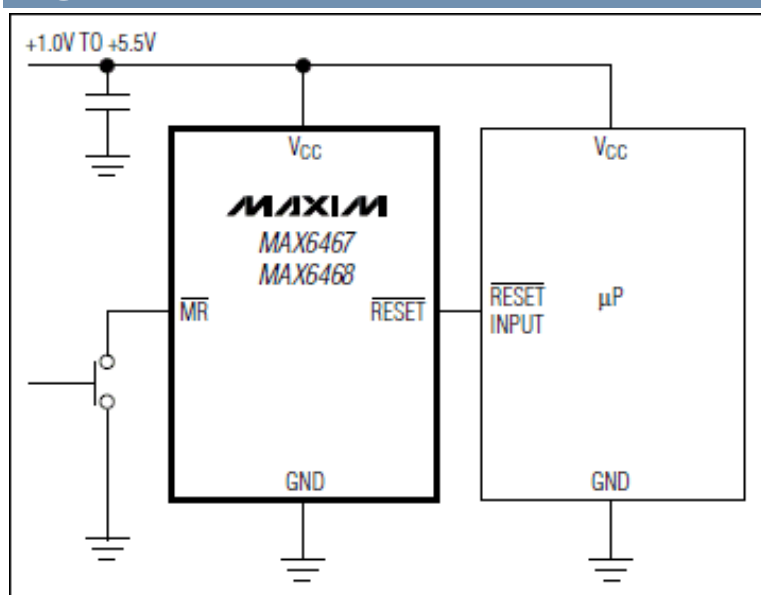 +1.0V TO +5.5V
VCC
VCC
MAXIM
MAX6467
MAX6468
MR
RESET
RESET
INPUT
μP
GND
GND